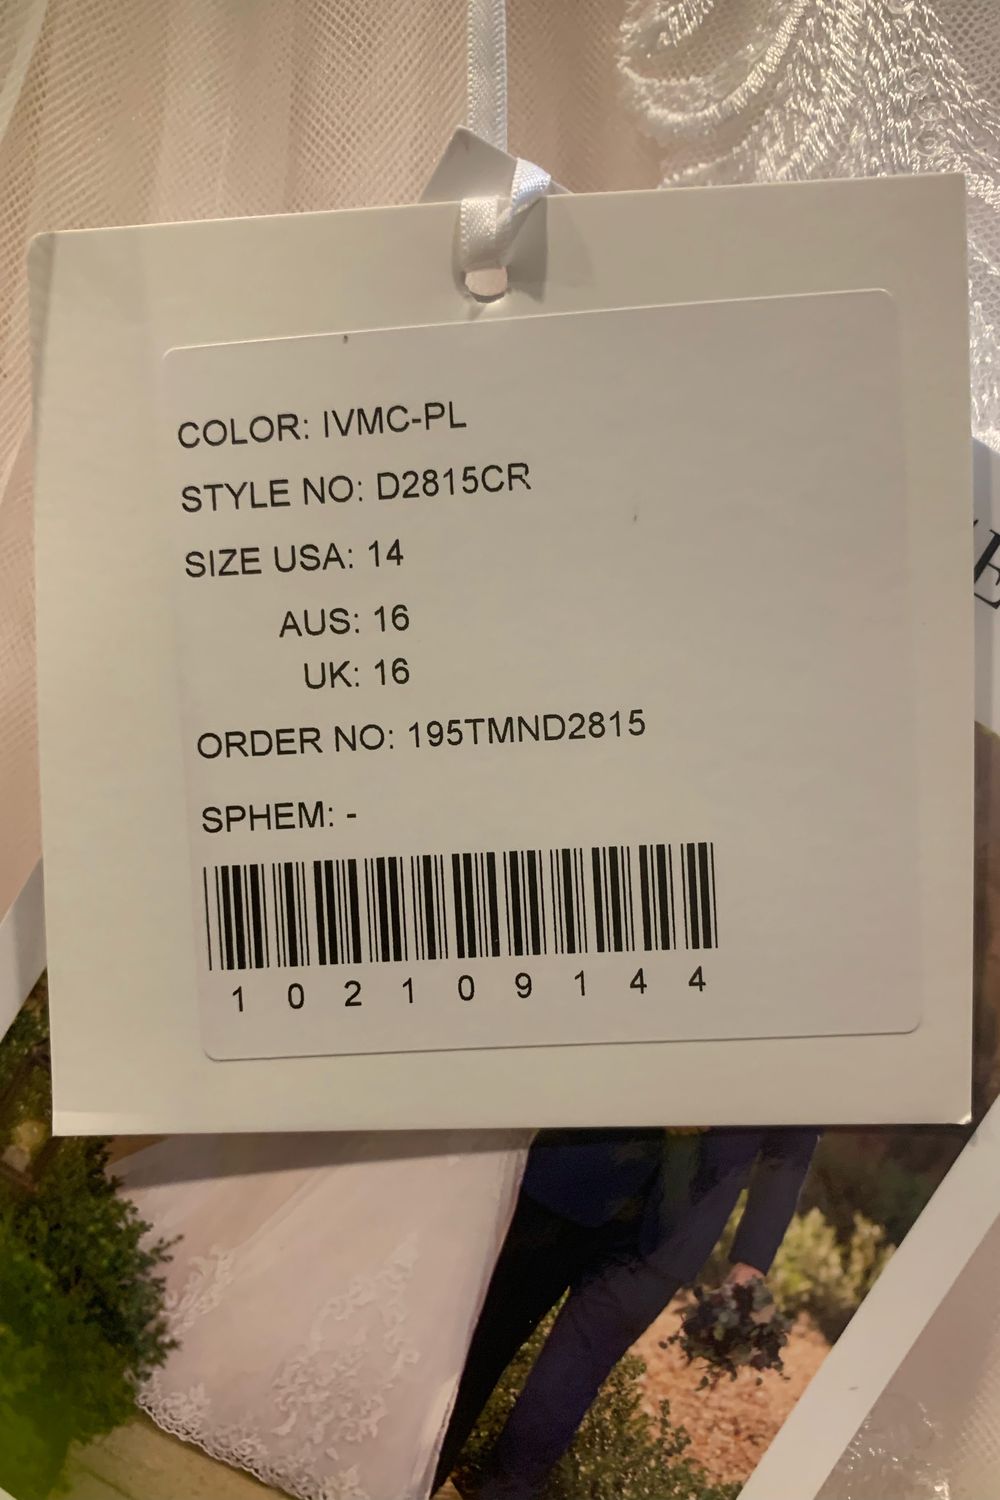 COLOR: IVMC-PL
STYLE NO: D2815CR
SIZE USA: 14
AUS: 16
UK: 16
ORDER NO: 195TMND2815
SPHEM: -
1 0 2 1 0 9 1 4 4